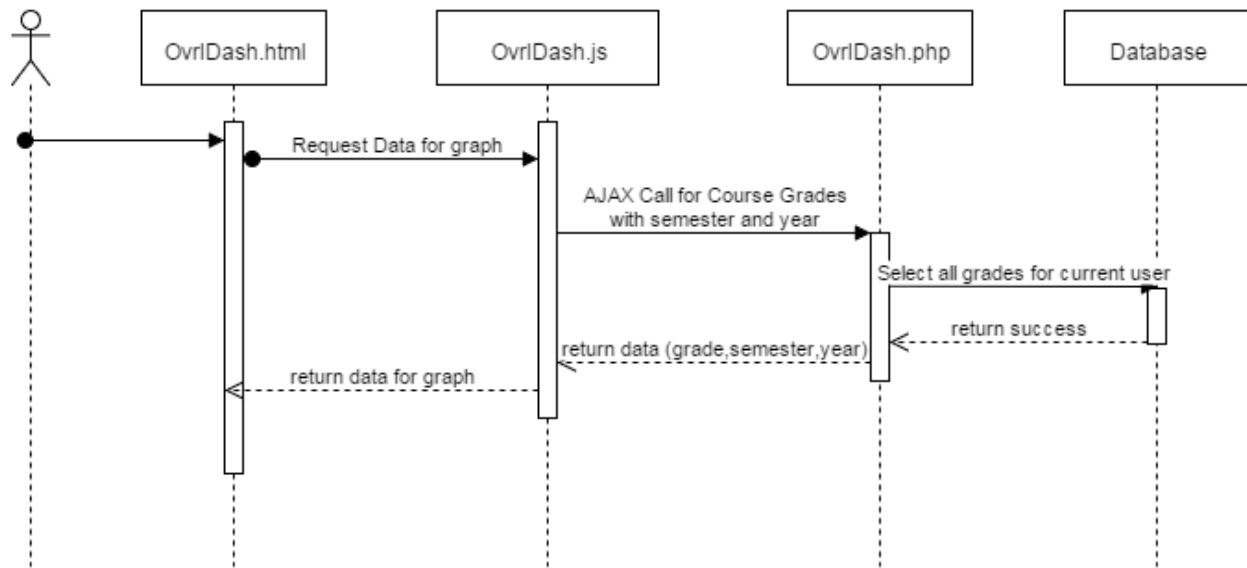 OvrlDash.html
OvrlDash.js
OvrlDash.php
Database
Request Data for graph
AJAX Call for Course Grades
with semester and year
Select all grades for current user
return success
return data (grade,semester,year)
return data for graph